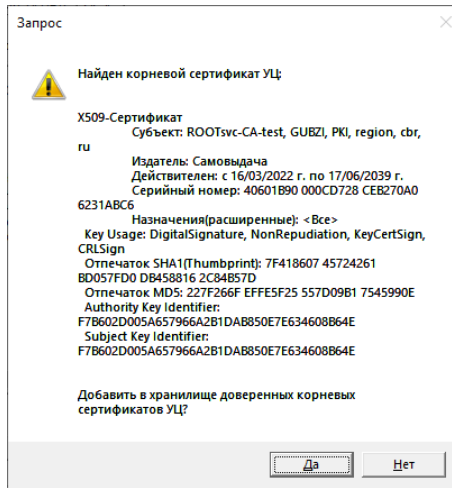 Запрос
Найден корневой сертификат УЦ:
X509-Сертификат
Субъект: ROOTsvc-CA-test, GUBZI, PKI, region, cbr,
ru
Издатель: Самовыдача
Действителен: с 16/03/2022 г. по 17/06/2039 г.
Серийный номер: 40601B90 000CD728 CEB270A0
6231ABC6
Назначения(расширенные): <Все>
Key Usage: DigitalSignature, NonRepudiation, KeyCertSign,
CRLSign
Отпечаток SHA1(Thumbprint): 7F418607 45724261
BD057FD0 DB458816 2C84B57D
Отпечаток MD5: 227F266F EFFE5F25 557D09B1 7545990E
Authority Key Identifier:
F7B602D005A657966A2B1DAB850E7E634608B64E
Subject Key Identifier:
F7B602D005A657966A2B1DAB850E7E634608B64E
Добавить в хранилище доверенных корневых
сертификатов УЦ?
Да
Нет